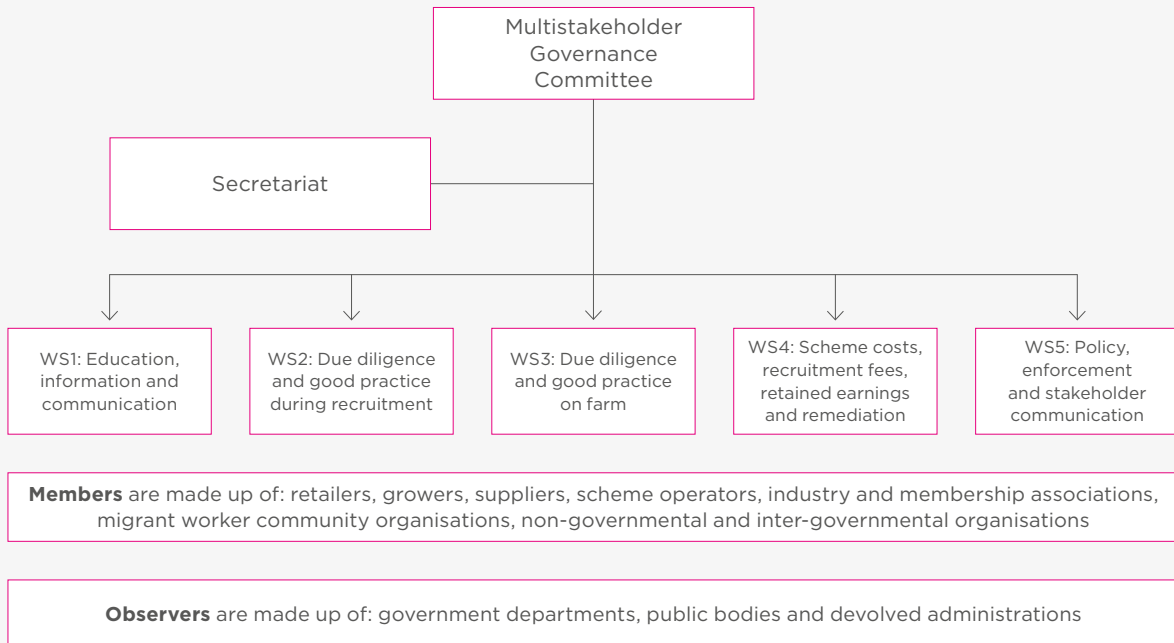 Multistakeholder
Governance
Committee
Secretariat
WS1: Education,
information and
communication
WS2: Due diligence
and good practice
during recruitment
WS3: Due diligence
and good practice
on farm
WS4: Scheme costs,
recruitment fees,
retained earnings
and remediation
WS5: Policy,
enforcement
and stakeholder
communication
Members are made up of: retailers, growers, suppliers, scheme operators, industry and membership associations,
migrant worker community organisations, non-governmental and inter-governmental organisations
Observers are made up of: government departments, public bodies and devolved administrations